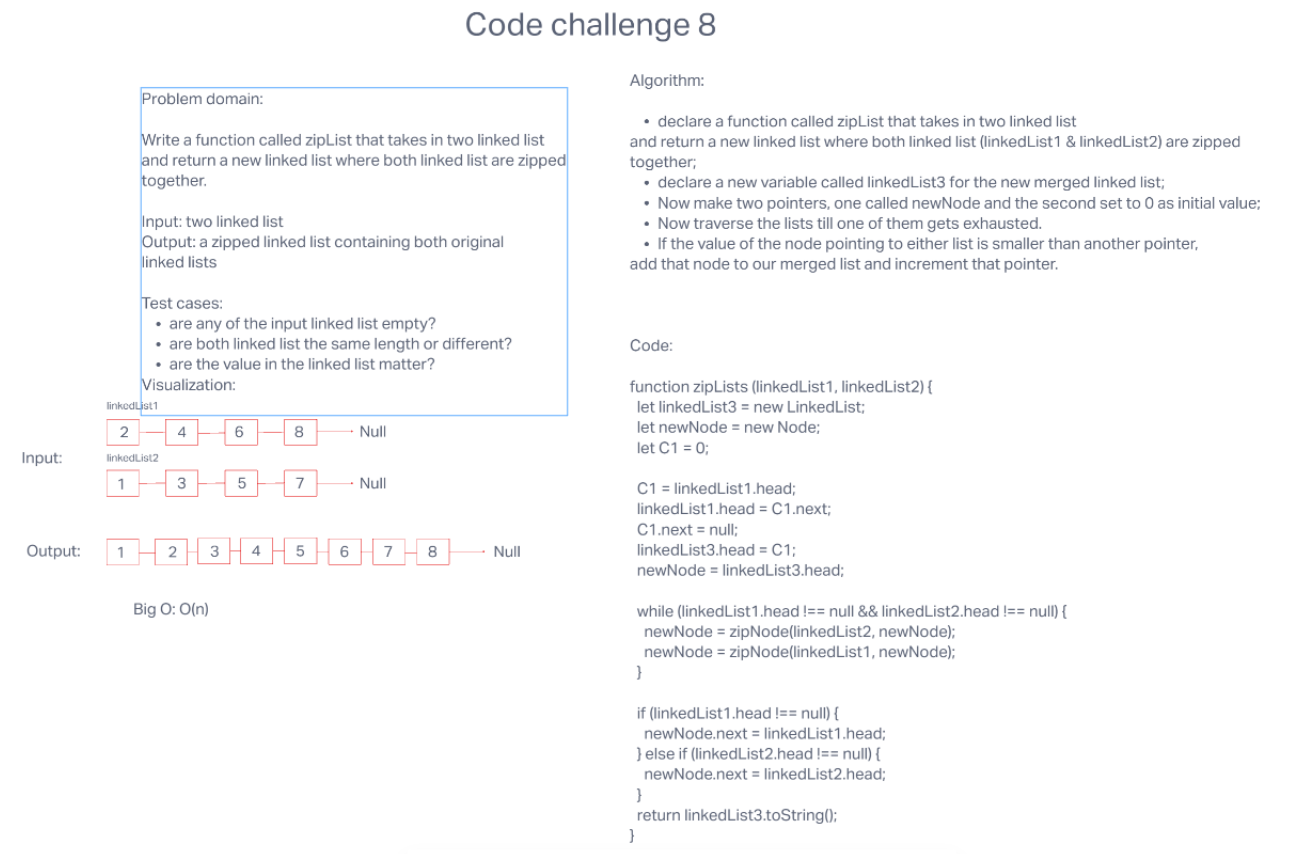 Code challenge 8
Problem domain:
Write a function called zipList that takes in two linked list
and return a new linked list where both linked list are zipped
together.
Input: two linked list
Output: a zipped linked list containing both original
linked lists
Test cases:
• are any of the input linked list empty?
• are both linked list the same length or different?
• are the value in the linked list matter?
Visualization:
linkedList1
2 4 6 8 Null
Input:
linkedList2
1 3 5 7 Null
Output: 1 2 3 4 5 6 7 8 Null
Big O: O(n)
Algorithm:
• declare a function called zipList that takes in two linked list
and return a new linked list where both linked list (linkedList1 & linkedList2) are zipped
together;
• declare a new variable called linkedList3 for the new merged linked list;
• Now make two pointers, one called newNode and the second set to 0 as initial value;
• Now traverse the lists till one of them gets exhausted.
• If the value of the node pointing to either list is smaller than another pointer,
add that node to our merged list and increment that pointer.
Code:
function zipLists (linkedList1, linkedList2) {
let linkedList3 = new LinkedList;
let newNode = new Node;
let C1 = 0;
C1 = linkedList1.head;
linkedList1.head = C1.next;
C1.next = null;
linkedList3.head = C1;
newNode = linkedList3.head;
while (linkedList1.head !== null && linkedList2.head !== null) {
newNode = zipNode(linkedList2, newNode);
newNode = zipNode(linkedList1, newNode);
}
if (linkedList1.head !== null) {
newNode.next = linkedList1.head;
} else if (linkedList2.head !== null) {
newNode.next = linkedList2.head;
}
return linkedList3.toString();
}